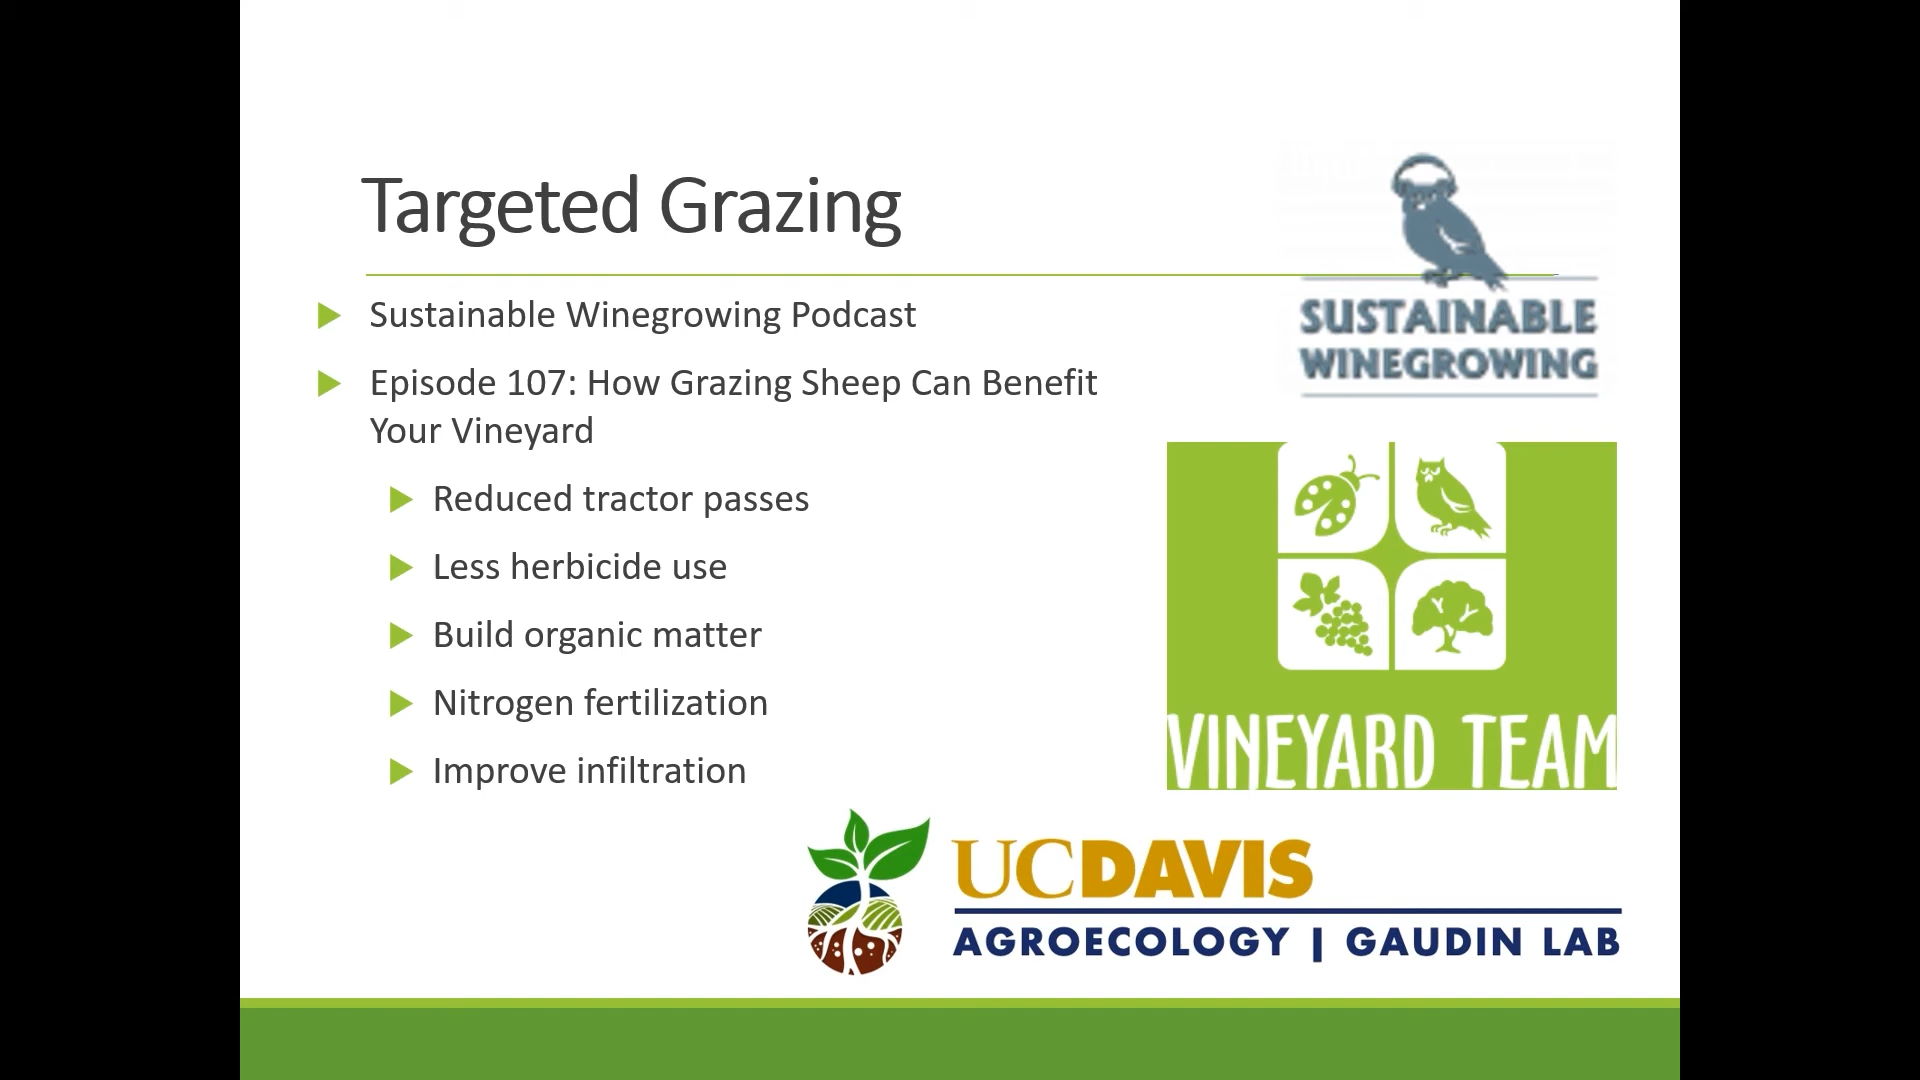 Targeted Grazing
Sustainable Winegrowing Podcast
Episode 107: How Grazing Sheep Can Benefit
Your Vineyard
Reduced tractor passes
Less herbicide use
Build organic matter
Nitrogen fertilization
Improve infiltration
SUSTAINABLE
WINEGROWING
VINEYARD TEAM
UCDAVIS
AGROECOLOGY | GAUDIN LAB